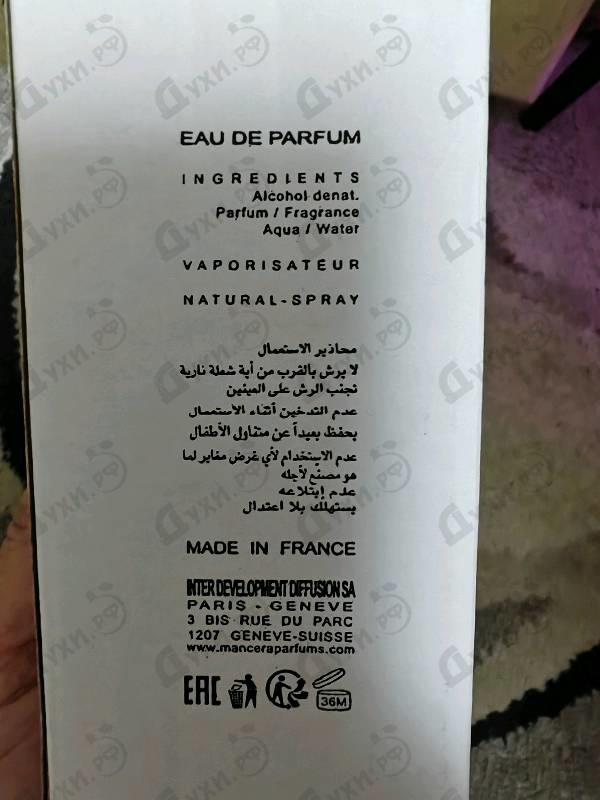 EAU DE PARFUM
INGREDIENTS
Alcohol denat.
Parfum / Fragrance
Aqua / Water
VAPORISATEUR
NATURAL-SPRAY
محاذير الاستعمال
لا يرش بالقرب من أية شعلة نارية
تجنب الرش على العينين
عدم التدخين أثناء الاستعمال
يحفظ بعيداً عن متناول الأطفال
عدم الاستخدام لأي غرض مغاير لما
هو مصنع لأجله
عدم إبتلاعه
يستهلك بلا اعتدال
MADE IN FRANCE
INTER DEVELOPMENT DIFFUSION SA
PARIS - GENEVE
3 BIS RUE DU PARC
1207 GENEVE-SUISSE
www.manceraparfums.com
EAC 36M
Духи.рф